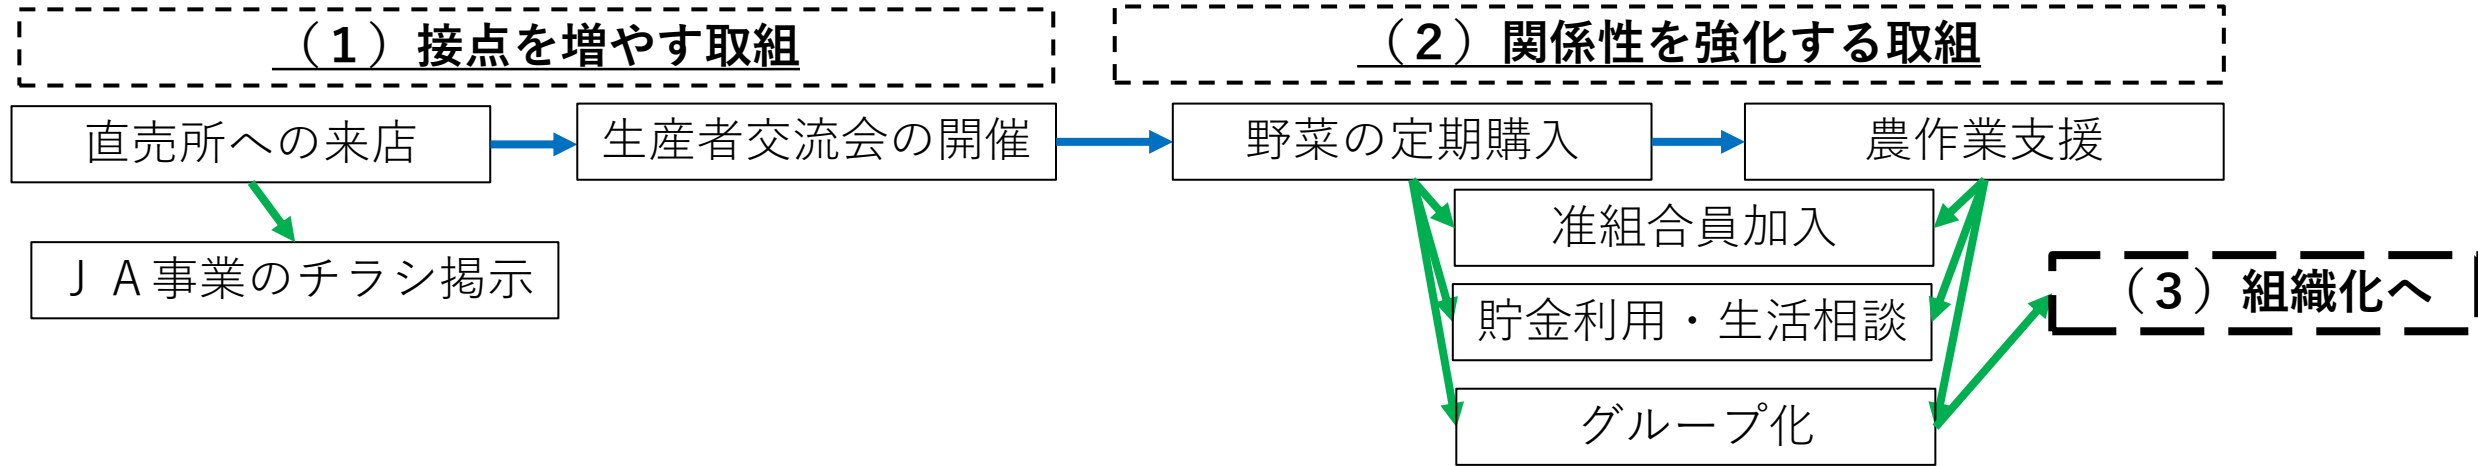 （１）接点を増やす取組
（２）関係性を強化する取組
直売所への来店
生産者交流会の開催
野菜の定期購入
農作業支援
准組合員加入
ＪＡ事業のチラシ掲示
貯金利用・生活相談
（３）組織化へ
グループ化